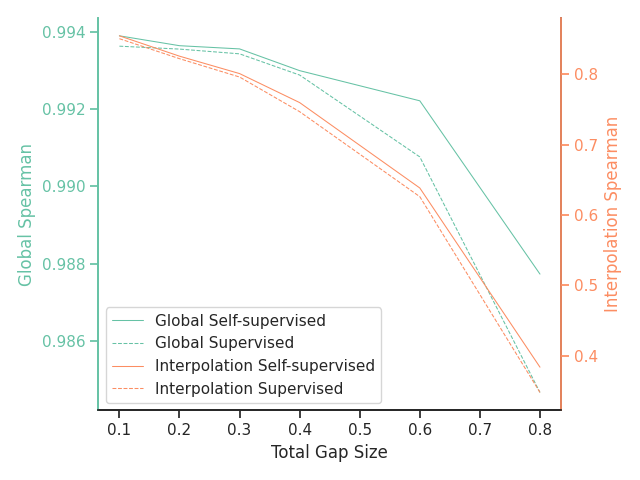 0.994
0.992
0.990
0.988
0.986
Global Spearman
0.8
0.7
0.6
0.5
0.4
Interpolation Spearman
Global Self-supervised
Global Supervised
Interpolation Self-supervised
Interpolation Supervised
0.1 0.2 0.3 0.4 0.5 0.6 0.7 0.8
Total Gap Size